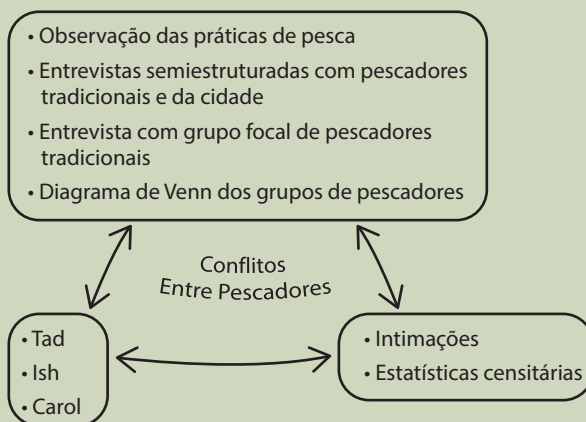 • Observação das práticas de pesca
• Entrevistas semiestruturadas com pescadores
tradicionais e da cidade
• Entrevista com grupo focal de pescadores
tradicionais
• Diagrama de Venn dos grupos de pescadores
Conflitos
Entre Pescadores
• Tad
• Ish
• Carol
• Intimações
• Estatísticas censitárias